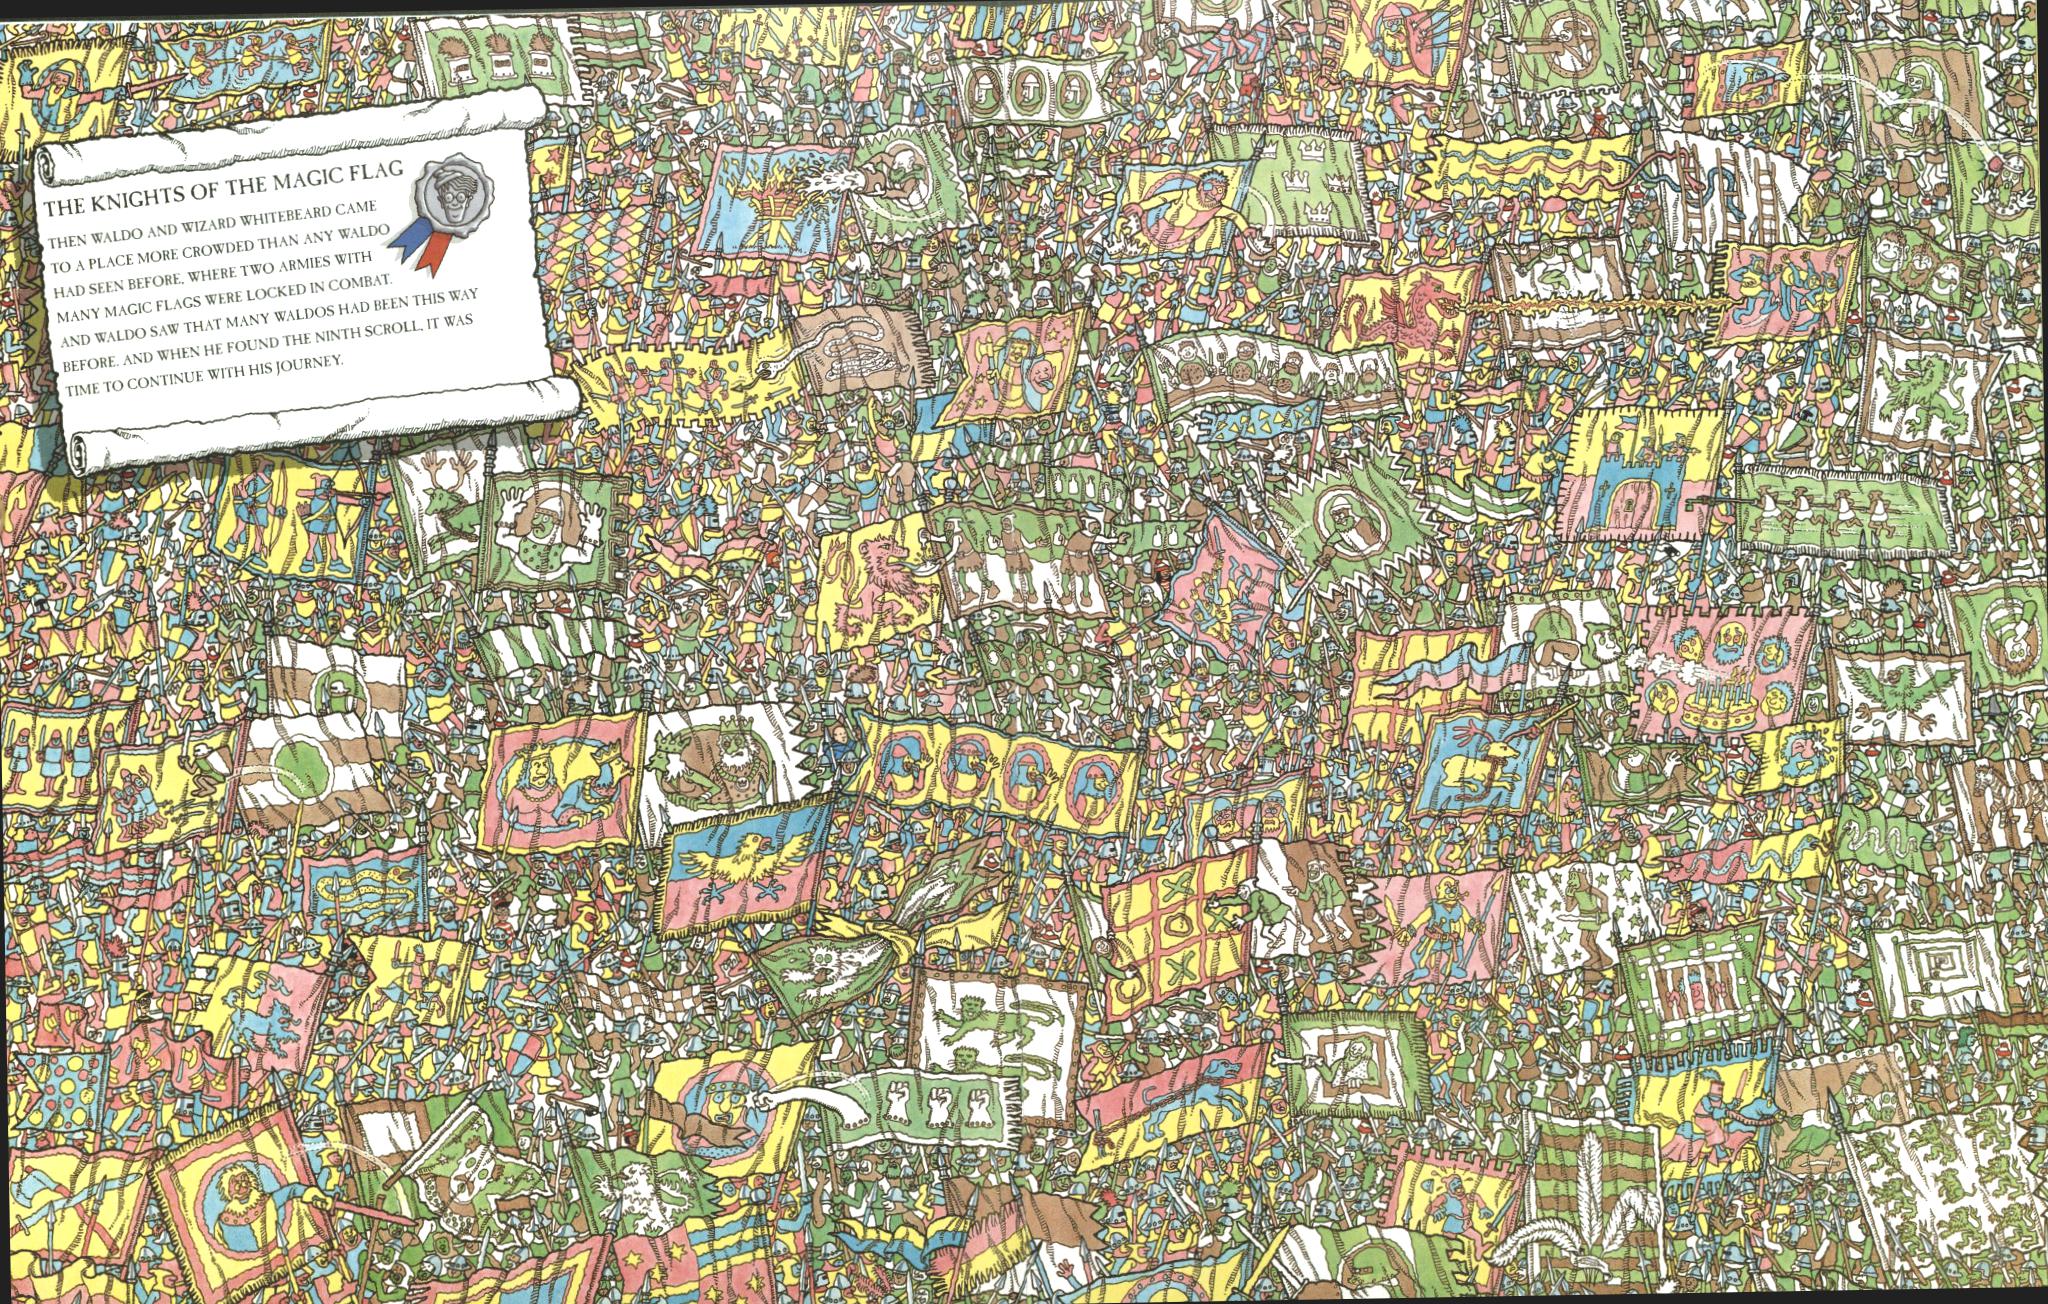 THE KNIGHTS OF THE MAGIC FLAG
THEN WALDO AND WIZARD WHITEBEARD CAME
TO A PLACE MORE CROWDED THAN ANY WALDO
HAD SEEN BEFORE, WHERE TWO ARMIES WITH
MANY MAGIC FLAGS WERE LOCKED IN COMBAT.
AND WALDO SAW THAT MANY WALDOS HAD BEEN THIS WAY
BEFORE. AND WHEN HE FOUND THE NINTH SCROLL, IT WAS
TIME TO CONTINUE WITH HIS JOURNEY.